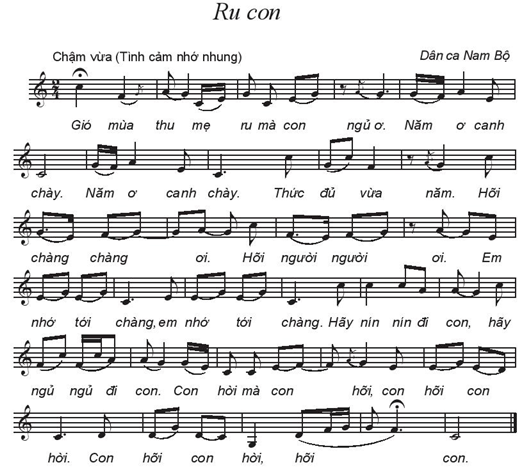 Ru con
Chậm vừa (Tình cảm nhớ nhung)
Dân ca Nam Bộ
Gió mùa thu mẹ ru mà con ngủ ơ. Năm ơ canh
chày. Năm ơ canh chày. Thức đủ vừa năm. Hỡi
chàng chàng ơi. Hỡi người người ơi. Em
nhớ tới chàng, em nhớ tới chàng. Hãy nín nín đi con, hãy
ngủ ngủ đi con. Con hời mà con hỡi, con hỡi con
hời. Con hỡi con hời, hỡi con.